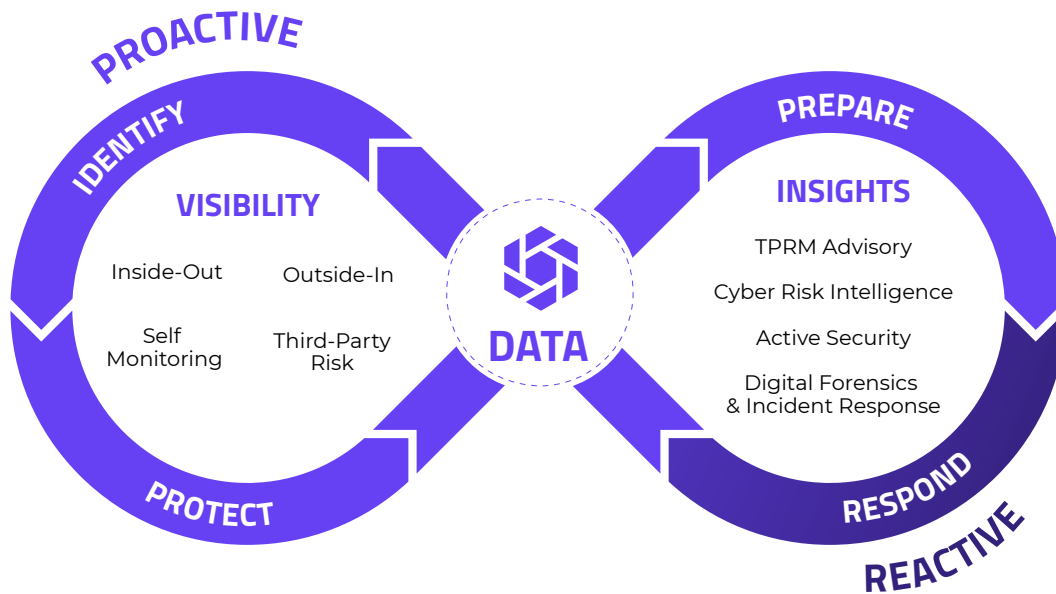 PROACTIVE
IDENTIFY
VISIBILITY
Inside-Out
Outside-In
Self
Monitoring
Third-Party
Risk
PROTECT
DATA
PREPARE
INSIGHTS
TPRM Advisory
Cyber Risk Intelligence
Active Security
Digital Forensics
& Incident Response
RESPOND
REACTIVE